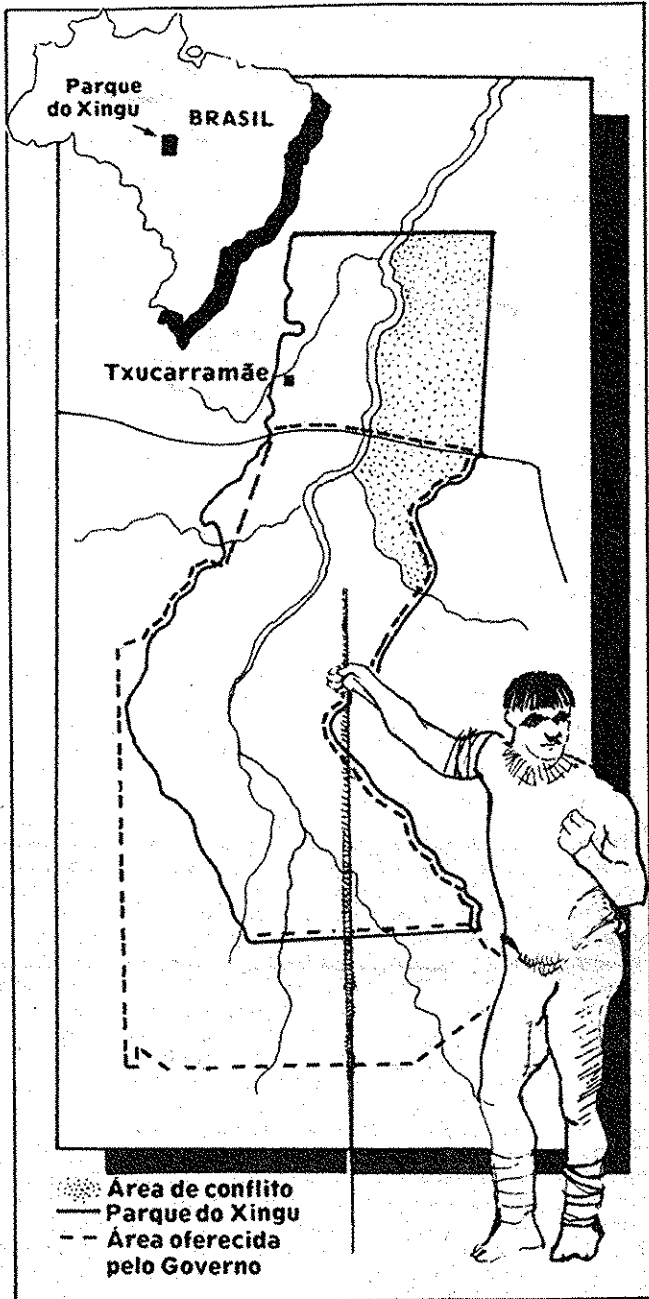 Parque
do Xingu
BRASIL
Txucarramãe
Área de conflito
Parque do Xingu
Área oferecida
pelo Governo